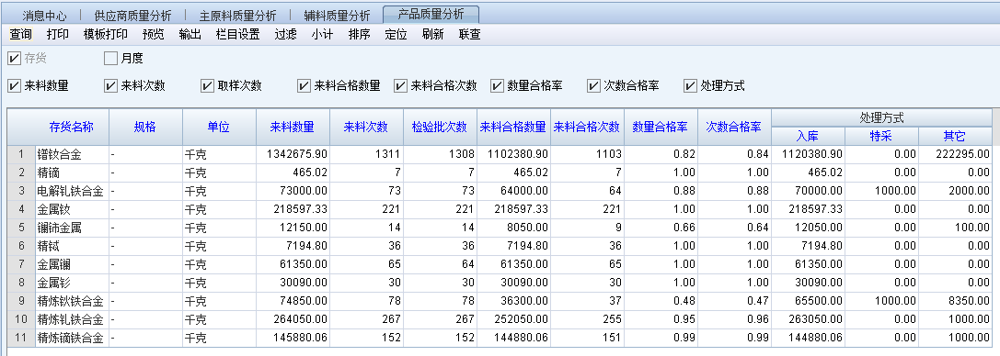 消息中心 供应商质量分析 主原料质量分析 辅料质量分析 产品质量分析
查询 打印 模板打印 预览 输出 栏目设置 过滤 小计 排序 定位 刷新 联查
存货 月度
来料数量 来料次数 取样次数 来料合格数量 来料合格次数 数量合格率 次数合格率 处理方式
存货名称 规格 单位 来料数量 来料次数 检验批次数 来料合格数量 来料合格次数 数量合格率 次数合格率 处理方式
入库 特采 其它
1 镨钕合金 - 千克 1342675.90 1311 1308 1102380.90 1103 0.82 0.84 1120380.90 0.00 222295.00
2 精镝 - 千克 465.02 7 7 465.02 7 1.00 1.00 465.02 0.00 0.00
3 电解钆铁合金 - 千克 73000.00 73 73 64000.00 64 0.88 0.88 70000.00 1000.00 2000.00
4 金属钕 - 千克 218597.33 221 221 218597.33 221 1.00 1.00 218597.33 0.00 0.00
5 镧铈金属 - 千克 12150.00 14 14 8050.00 9 0.66 0.64 12050.00 0.00 100.00
6 精铽 - 千克 7194.80 36 36 7194.80 36 1.00 1.00 7194.80 0.00 0.00
7 金属镧 - 千克 61350.00 65 64 61350.00 65 1.00 1.00 61350.00 0.00 0.00
8 金属钐 - 千克 30090.00 30 30 30090.00 30 1.00 1.00 30090.00 0.00 0.00
9 精炼钬铁合金 - 千克 74850.00 78 78 36300.00 37 0.48 0.47 65500.00 1000.00 8350.00
10 精炼钆铁合金 - 千克 264050.00 267 267 252050.00 255 0.95 0.96 263050.00 0.00 1000.00
11 精炼镝铁合金 - 千克 145880.06 152 152 144880.06 151 0.99 0.99 144880.06 0.00 1000.00